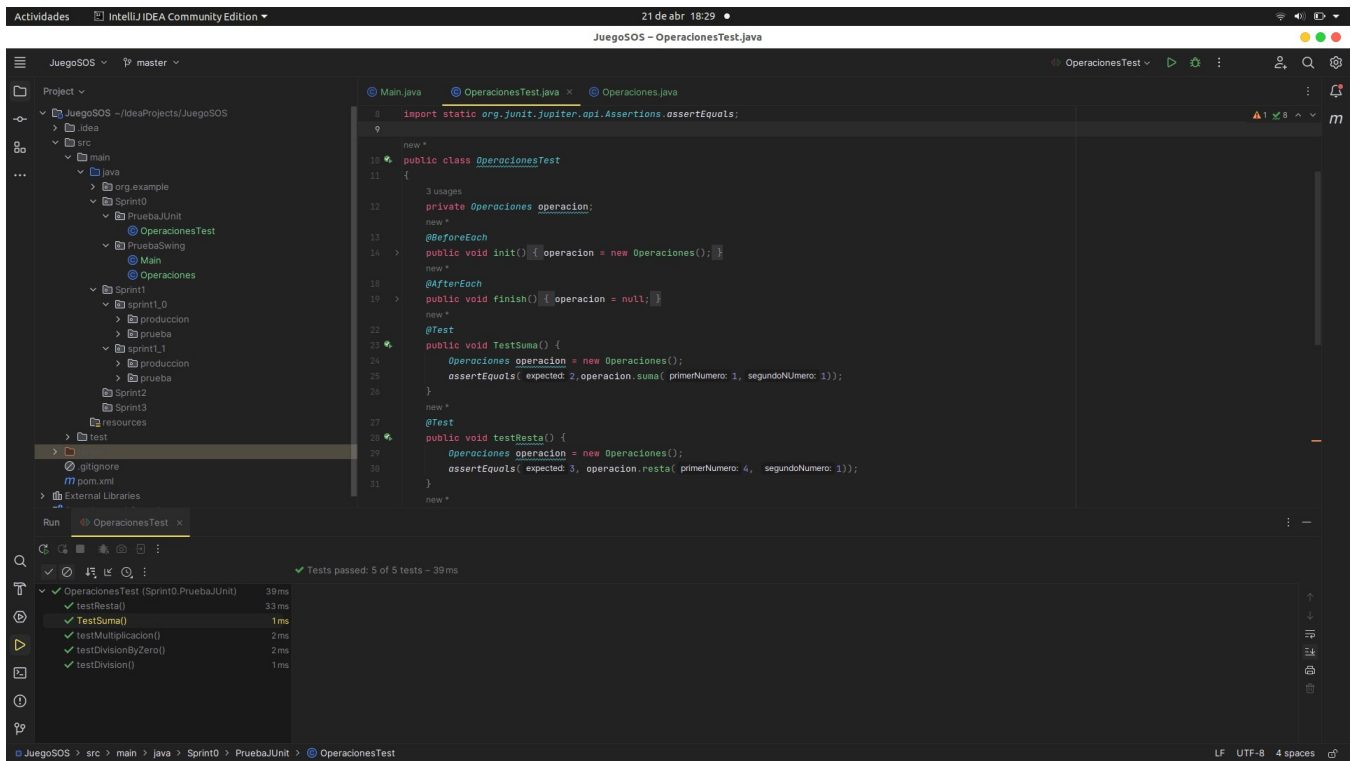 Actividades IntelliJ IDEA Community Edition 21 de abr 18:29
JuegoSOS – OperacionesTest.java
JuegoSOS master OperacionesTest
Project
Main.java OperacionesTest.java Operaciones.java
JuegoSOS ~/IdeaProjects/JuegoSOS
.idea
src
main
java
org.example
Sprint0
PruebaJUnit
OperacionesTest
PruebaSwing
Main
Operaciones
Sprint1
sprint1_0
produccion
prueba
sprint1_1
produccion
prueba
Sprint2
Sprint3
resources
test
.gitignore
pom.xml
External Libraries
8 import static org.junit.jupiter.api.Assertions.assertEquals;
1 8
9
new *
10 public class OperacionesTest
11 {
3 usages
12 private Operaciones operacion;
new *
13 @BeforeEach
14 public void init() { operacion = new Operaciones(); }
new *
18 @AfterEach
19 public void finish() { operacion = null; }
new *
22 @Test
23 public void TestSuma() {
24 Operaciones operacion = new Operaciones();
25 assertEquals( expected: 2,operacion.suma( primerNumero: 1, segundoNUmero: 1));
26 }
new *
27 @Test
28 public void testResta() {
29 Operaciones operacion = new Operaciones();
30 assertEquals( expected: 3, operacion.resta( primerNumero: 4, segundoNumero: 1));
31 }
new *
Run OperacionesTest
Tests passed: 5 of 5 tests – 39 ms
OperacionesTest (Sprint0.PruebaJUnit) 39 ms
testResta() 33 ms
TestSuma() 1 ms
testMultiplicacion() 2 ms
testDivisionByZero() 2 ms
testDivision() 1 ms
JuegoSOS > src > main > java > Sprint0 > PruebaJUnit > OperacionesTest LF UTF-8 4 spaces